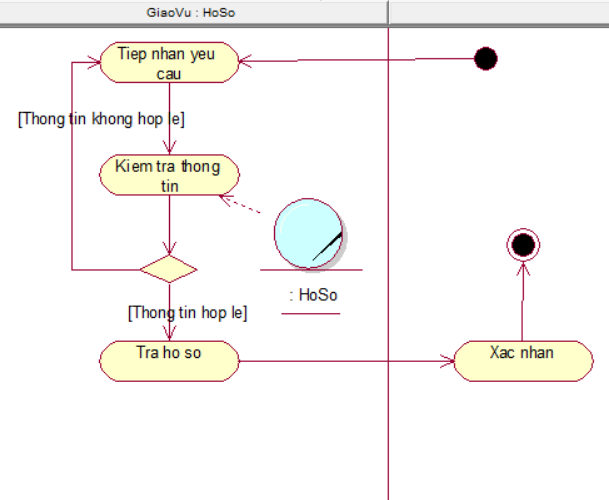 GiaoVu : HoSo
Tiep nhan yeu
cau
[Thong tin khong hop le]
Kiem tra thong
tin
: HoSo
[Thong tin hop le]
Tra ho so
Xac nhan